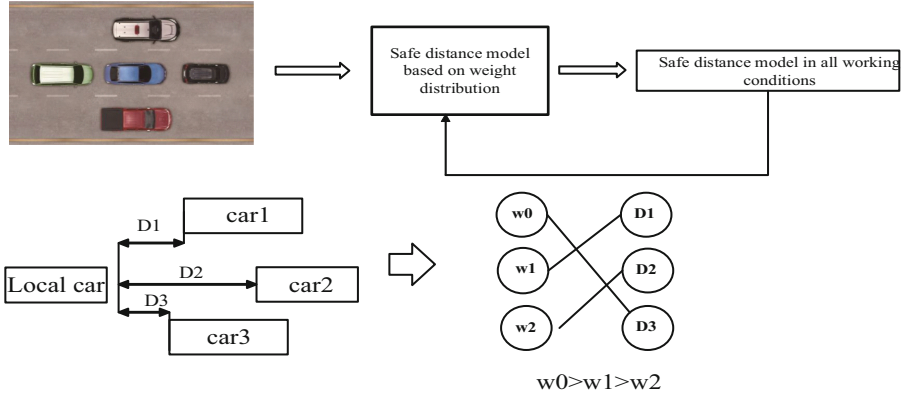 Safe distance model
based on weight
distribution
Safe distance model in all working
conditions
car1
D1
Local car
D2
car2
D3
car3
w0
D1
w1
D2
w2
D3
w0>w1>w2